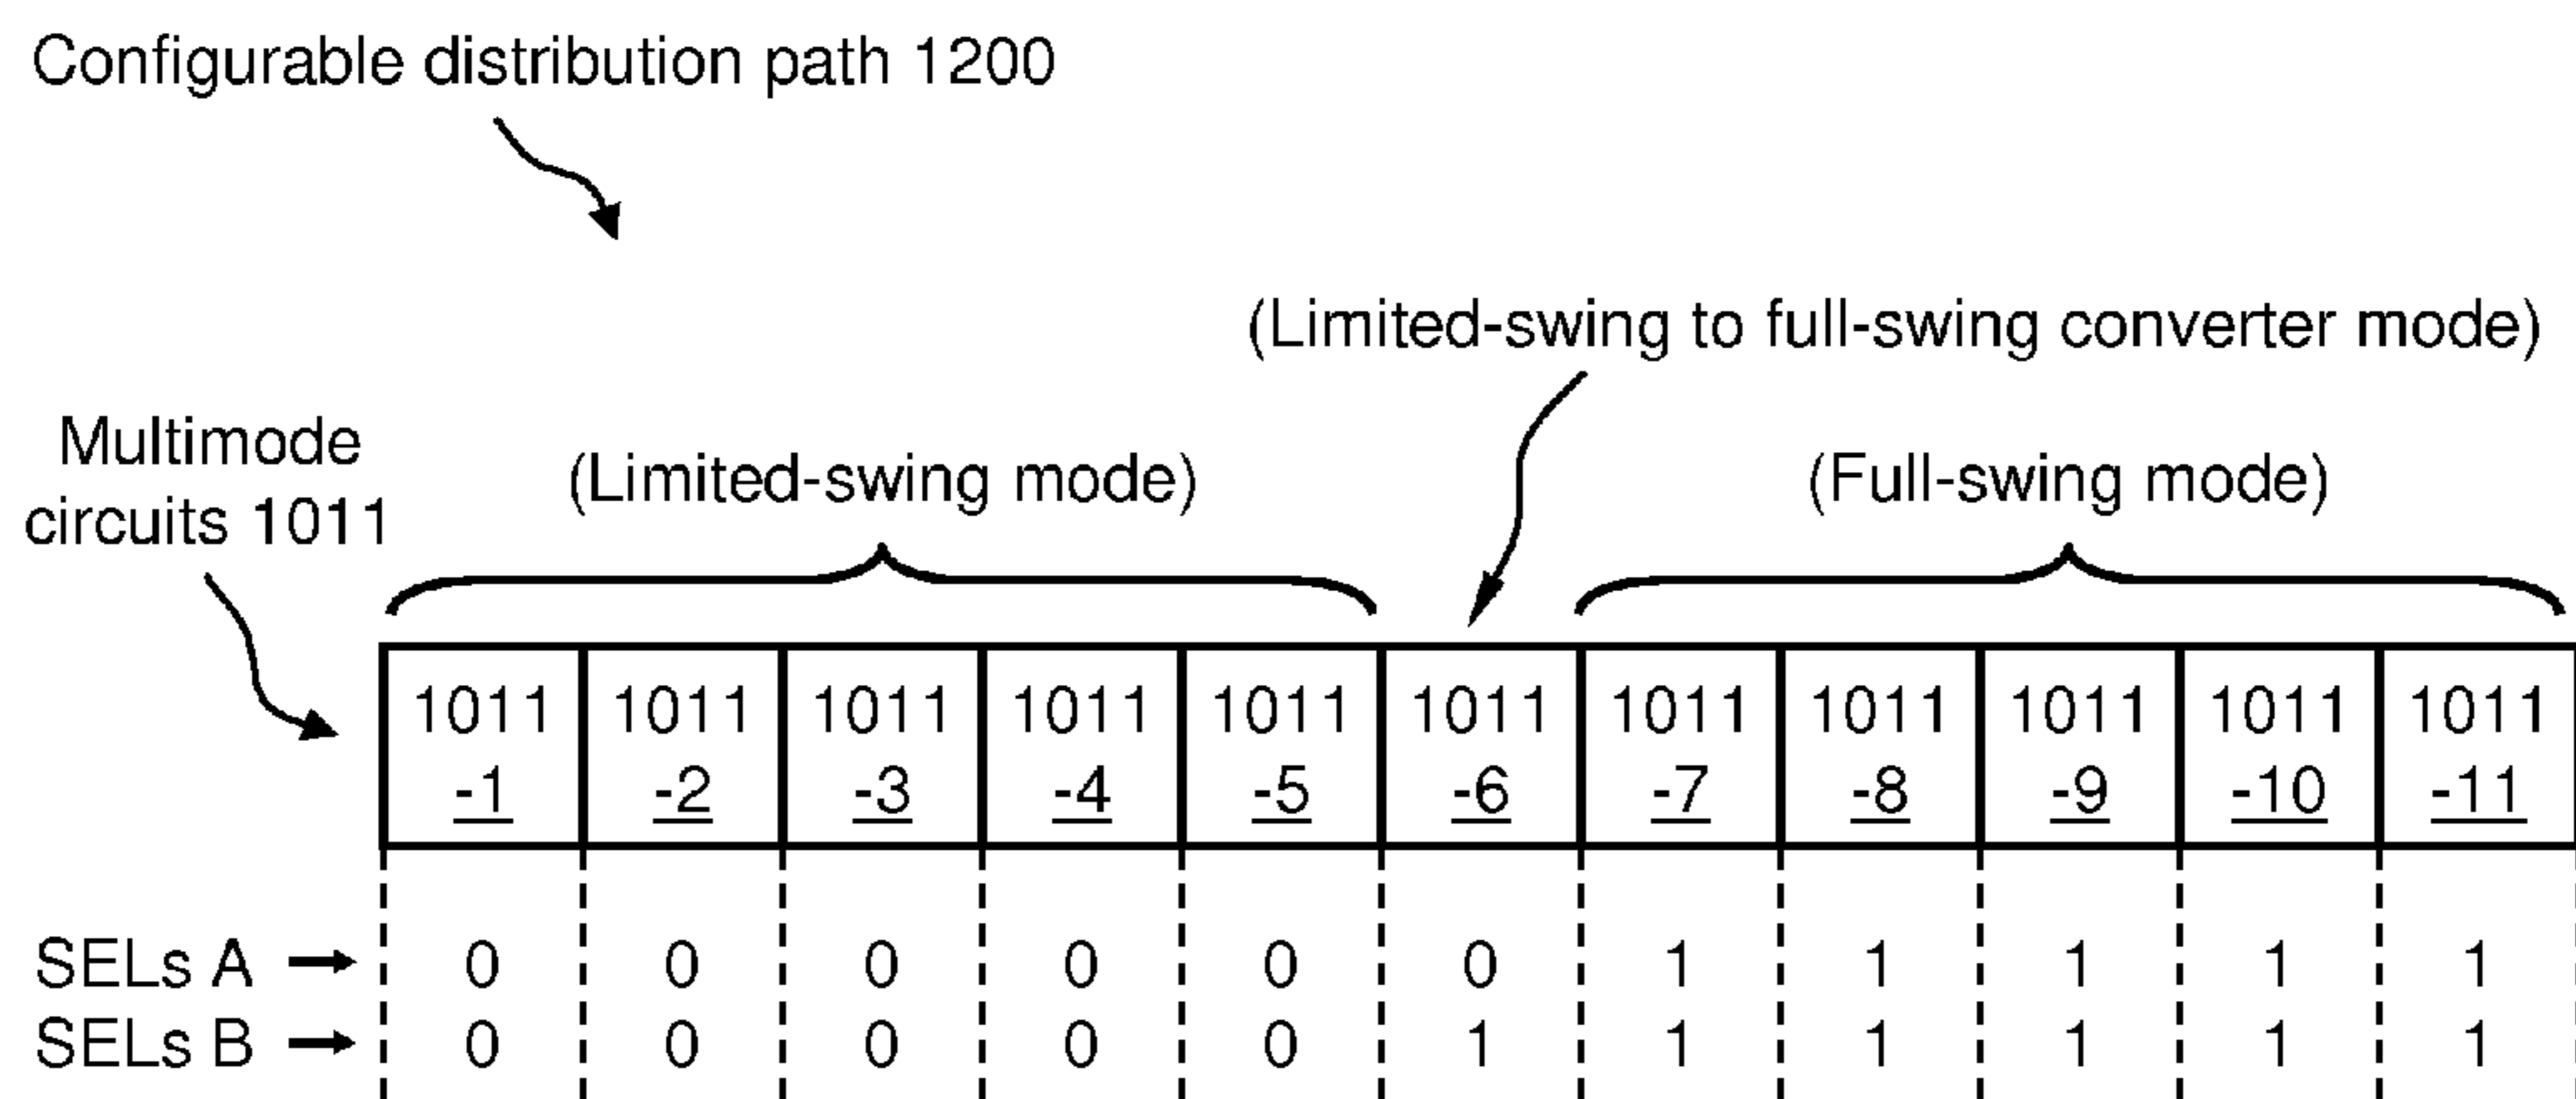 Configurable distribution path 1200
(Limited-swing to full-swing converter mode)
Multimode
circuits 1011
(Limited-swing mode)
(Full-swing mode)
1011 1011 1011 1011 1011 1011 1011 1011 1011 1011 1011
-1 -2 -3 -4 -5 -6 -7 -8 -9 -10 -11
SELs A 0 0 0 0 0 0 1 1 1 1 1
SELs B 0 0 0 0 0 1 1 1 1 1 1